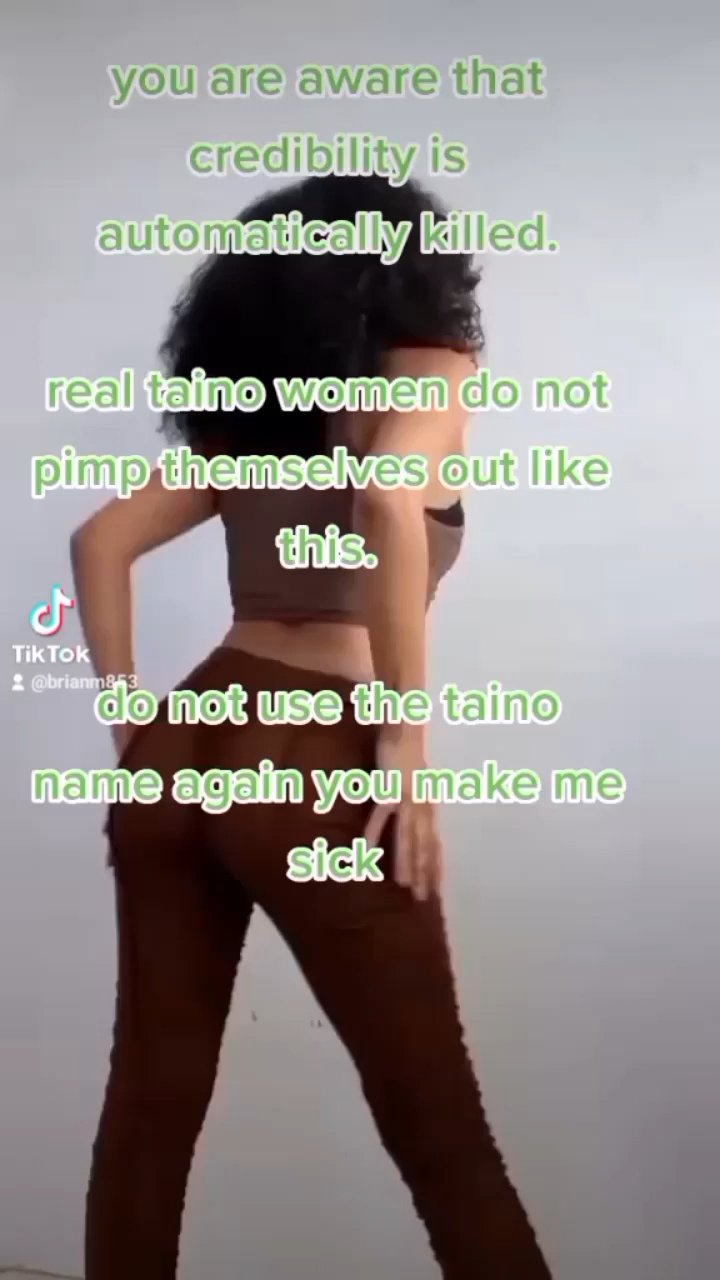 you are aware that
credibility is
automatically killed.
real taino women do not
pimp themselves out like
this.
TikTok
@brianm853
do not use the taino
name again you make me
sick